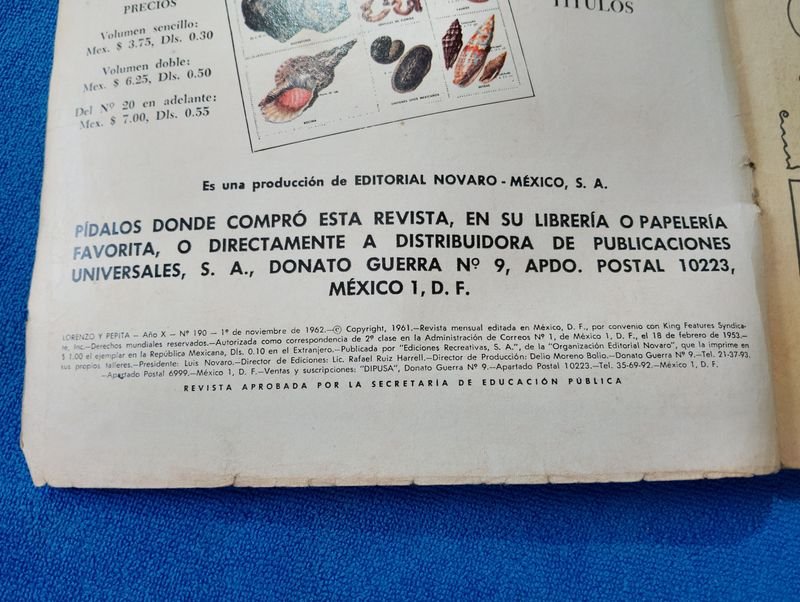 PRECIOS
Volumen sencillo:
Mex. $ 3.75, Dls. 0.30
Volumen doble:
Mex. $ 6.25, Dls. 0.50
Del Nº 20 en adelante:
Mex. $ 7.00, Dls. 0.55
TÍTULOS
Es una producción de EDITORIAL NOVARO - MÉXICO, S. A.
PÍDALOS DONDE COMPRÓ ESTA REVISTA, EN SU LIBRERÍA O PAPELERÍA
FAVORITA, O DIRECTAMENTE A DISTRIBUIDORA DE PUBLICACIONES
UNIVERSALES, S. A., DONATO GUERRA Nº 9, APDO. POSTAL 10223,
MÉXICO 1, D. F.
LORENZO Y PEPITA — Año X — Nº 190 — 1º de noviembre de 1962.—© Copyright, 1961.—Revista mensual editada en México, D. F., por convenio con King Features Syndica-
te, Inc.—Derechos mundiales reservados.—Autorizada como correspondencia de 2ª clase en la Administración de Correos Nº 1, de México 1, D. F., el 18 de febrero de 1953.—
$ 1.00 el ejemplar en la República Mexicana, Dls. 0.10 en el Extranjero.—Publicada por "Ediciones Recreativas, S. A.", de la "Organización Editorial Novaro", que la imprime en
sus propios talleres.—Presidente: Luis Novaro.—Director de Ediciones: Lic. Rafael Ruiz Harrell.—Director de Producción: Delio Moreno Bolio.—Donato Guerra Nº 9.—Tel. 21-37-93.
—Apartado Postal 6999.—México 1, D. F.—Ventas y suscripciones: "DIPUSA", Donato Guerra Nº 9.—Apartado Postal 10223.—Tel. 35-69-92.—México 1, D. F.
REVISTA APROBADA POR LA SECRETARÍA DE EDUCACIÓN PÚBLICA